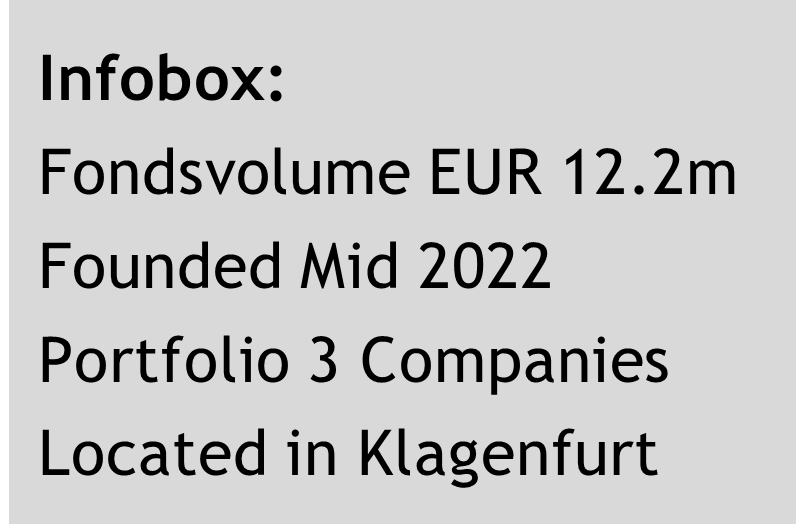 Infobox:
Fondsvolume EUR 12.2m
Founded Mid 2022
Portfolio 3 Companies
Located in Klagenfurt